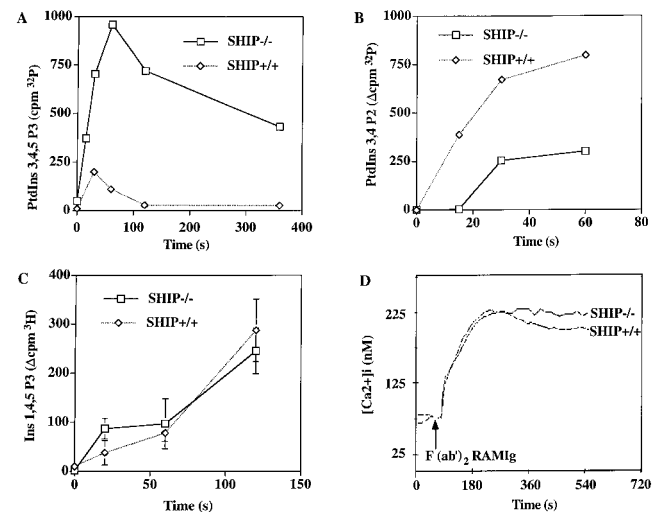 A
PtdIns 3,4,5 P3 (cpm ³²P)
1000
750
500
250
0
SHIP-/-
SHIP+/+
0 100 200 300 400
Time (s)
B
PtdIns 3,4 P2 (Δcpm ³²P)
1000
750
500
250
0
SHIP-/-
SHIP+/+
0 20 40 60 80
Time (s)
C
Ins 1,4,5 P3 (Δcpm ³H)
400
300
200
100
0
SHIP-/-
SHIP+/+
0 50 100 150
Time (s)
D
[Ca2+]i (nM)
225
125
25
SHIP-/-
SHIP+/+
F(ab')₂ RAMIg
0 180 360 540 720
Time (s)